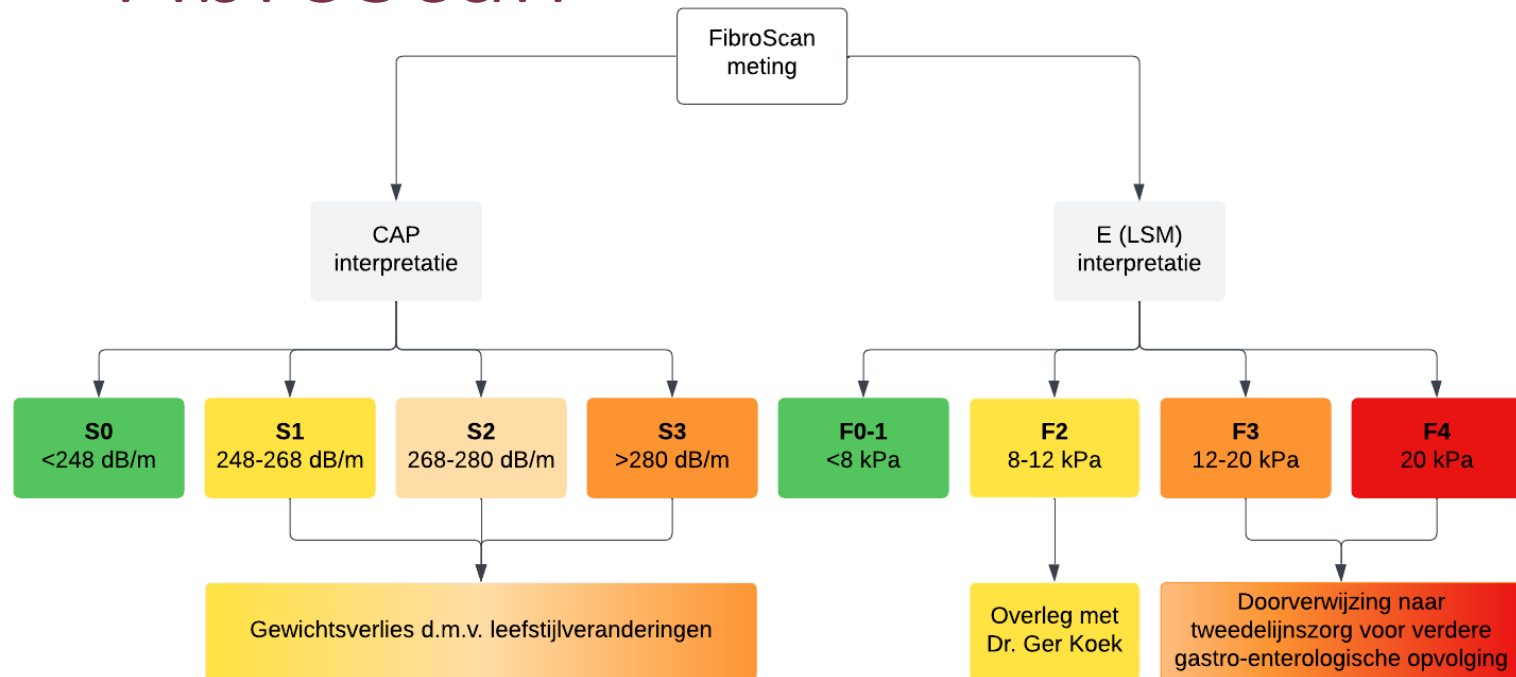 FibroScan
FibroScan
meting
CAP
interpretatie
E (LSM)
interpretatie
S0
<248 dB/m
S1
248-268 dB/m
S2
268-280 dB/m
S3
>280 dB/m
F0-1
<8 kPa
F2
8-12 kPa
F3
12-20 kPa
F4
20 kPa
Gewichtsverlies d.m.v. leefstijlveranderingen
Overleg met
Dr. Ger Koek
Doorverwijzing naar
tweedelijnszorg voor verdere
gastro-enterologische opvolging